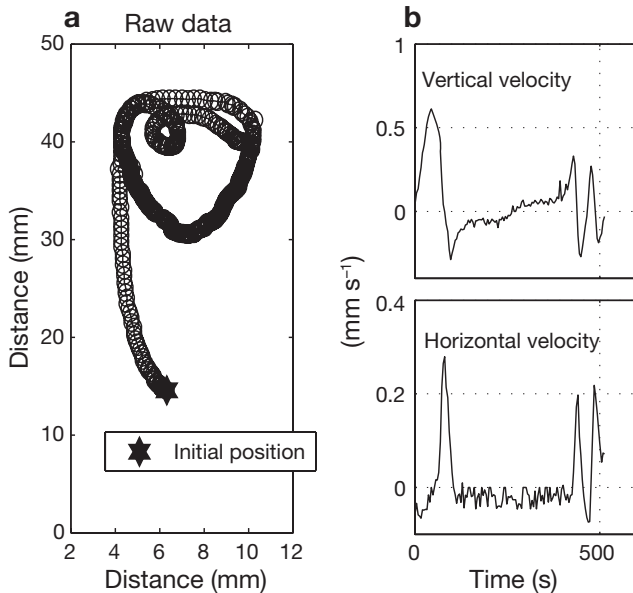 a
Raw data
50
40
30
20
10
0
Distance (mm)
2 4 6 8 10 12
Distance (mm)
Initial position
b
1
0.5
0
Vertical velocity
(mm s⁻¹)
0.4
0.2
0
Horizontal velocity
0 500
Time (s)